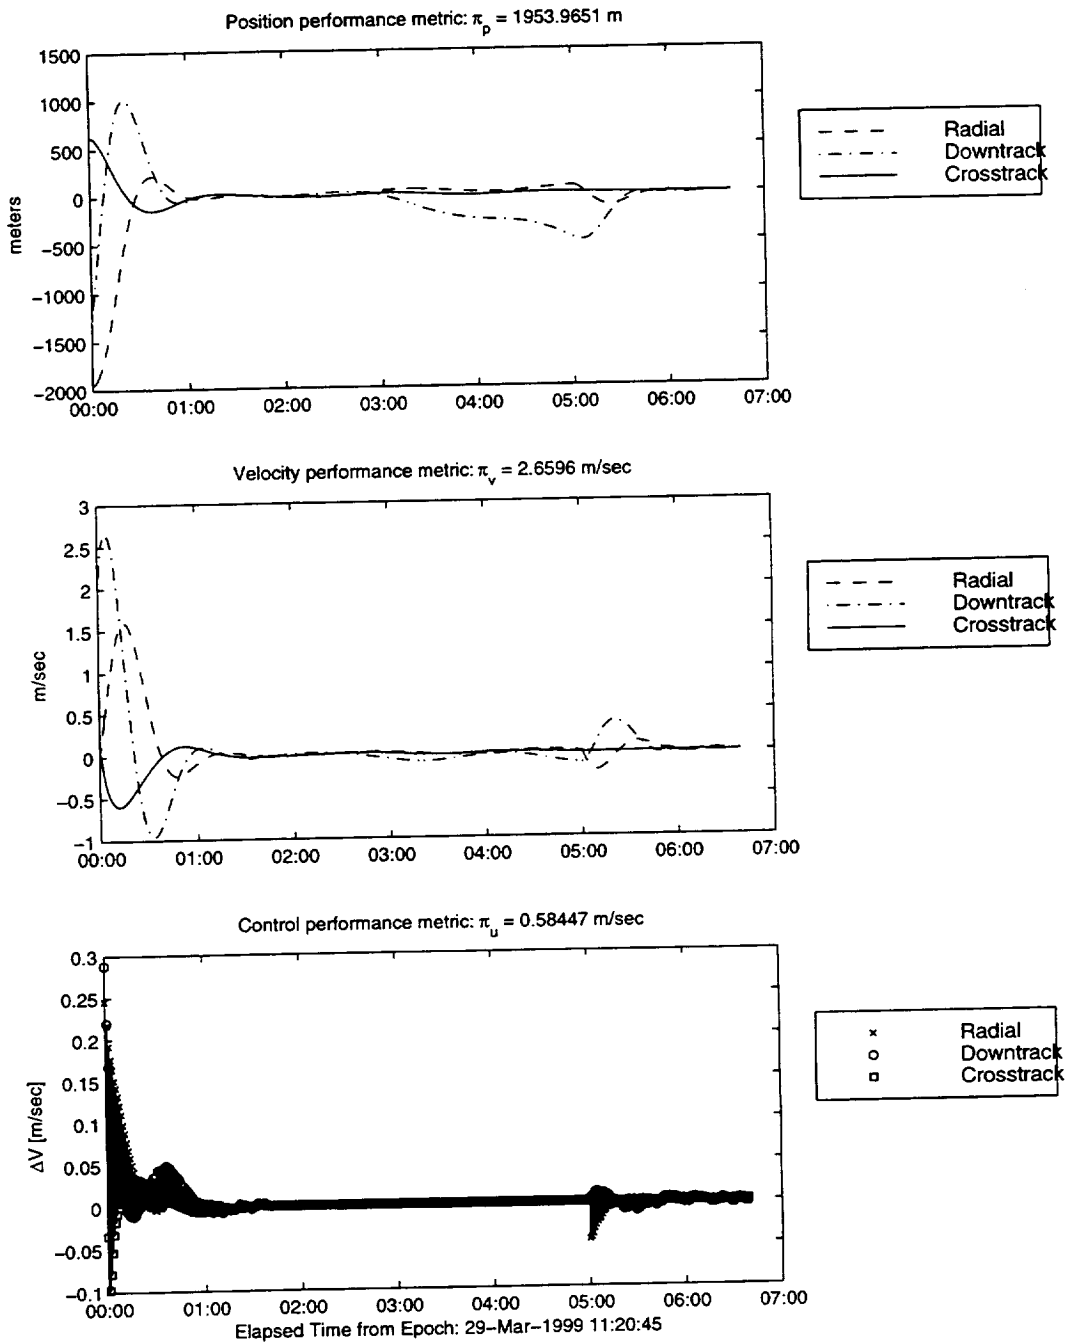 Position performance metric: π_p = 1953.9651 m
1500
1000
500
0
−500
−1000
−1500
−2000
meters
00:00 01:00 02:00 03:00 04:00 05:00 06:00 07:00
Radial
Downtrack
Crosstrack
Velocity performance metric: π_v = 2.6596 m/sec
3
2.5
2
1.5
1
0.5
0
−0.5
−1
m/sec
00:00 01:00 02:00 03:00 04:00 05:00 06:00 07:00
Radial
Downtrack
Crosstrack
Control performance metric: π_u = 0.58447 m/sec
0.3
0.25
0.2
0.15
0.1
0.05
0
−0.05
−0.1
ΔV [m/sec]
00:00 01:00 02:00 03:00 04:00 05:00 06:00 07:00
Radial
Downtrack
Crosstrack
Elapsed Time from Epoch: 29−Mar−1999 11:20:45